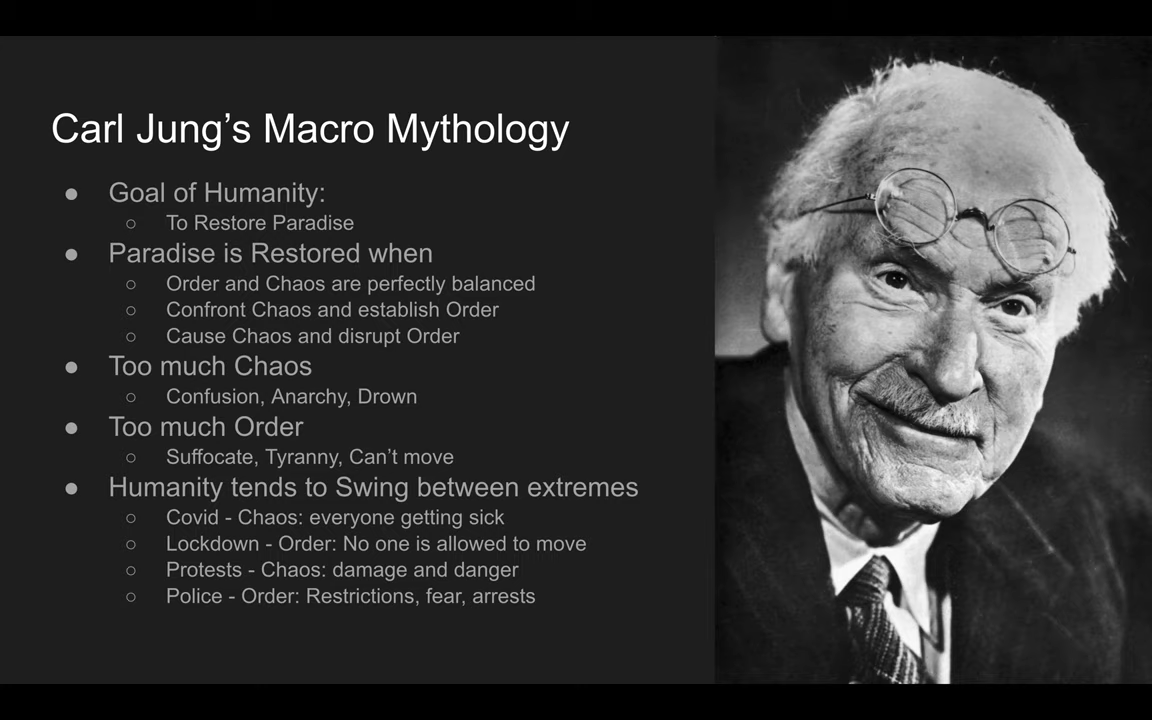 Carl Jung’s Macro Mythology
● Goal of Humanity:
○ To Restore Paradise
● Paradise is Restored when
○ Order and Chaos are perfectly balanced
○ Confront Chaos and establish Order
○ Cause Chaos and disrupt Order
● Too much Chaos
○ Confusion, Anarchy, Drown
● Too much Order
○ Suffocate, Tyranny, Can’t move
● Humanity tends to Swing between extremes
○ Covid - Chaos: everyone getting sick
○ Lockdown - Order: No one is allowed to move
○ Protests - Chaos: damage and danger
○ Police - Order: Restrictions, fear, arrests